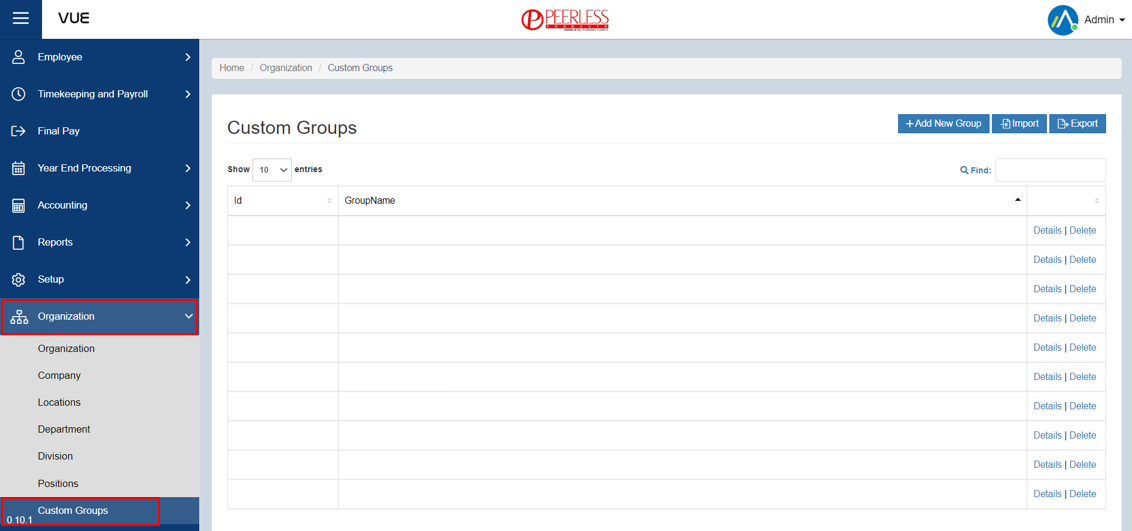 VUE
PEERLESS
PRODUCTS
Admin
Employee
Timekeeping and Payroll
Final Pay
Year End Processing
Accounting
Reports
Setup
Organization
Organization
Company
Locations
Department
Division
Positions
Custom Groups
0.10.1
Home / Organization / Custom Groups
Custom Groups
+Add New Group Import Export
Show 10 entries
Find:
Id GroupName
Details | Delete
Details | Delete
Details | Delete
Details | Delete
Details | Delete
Details | Delete
Details | Delete
Details | Delete
Details | Delete
Details | Delete